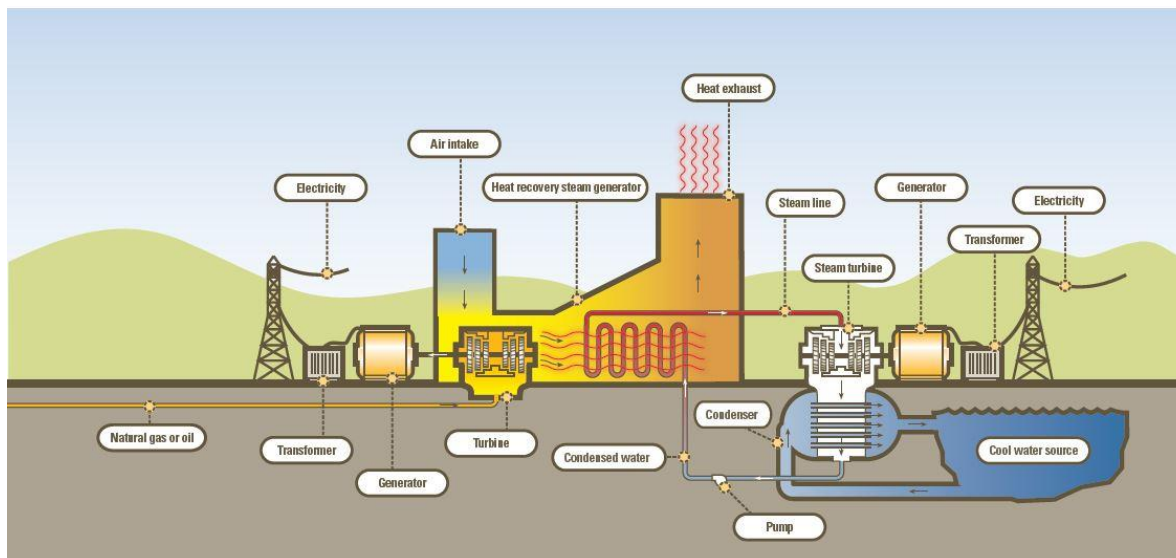 Heat exhaust
Air intake
Electricity
Heat recovery steam generator
Steam line
Generator
Electricity
Transformer
Steam turbine
Natural gas or oil
Transformer
Generator
Turbine
Condensed water
Condenser
Pump
Cool water source